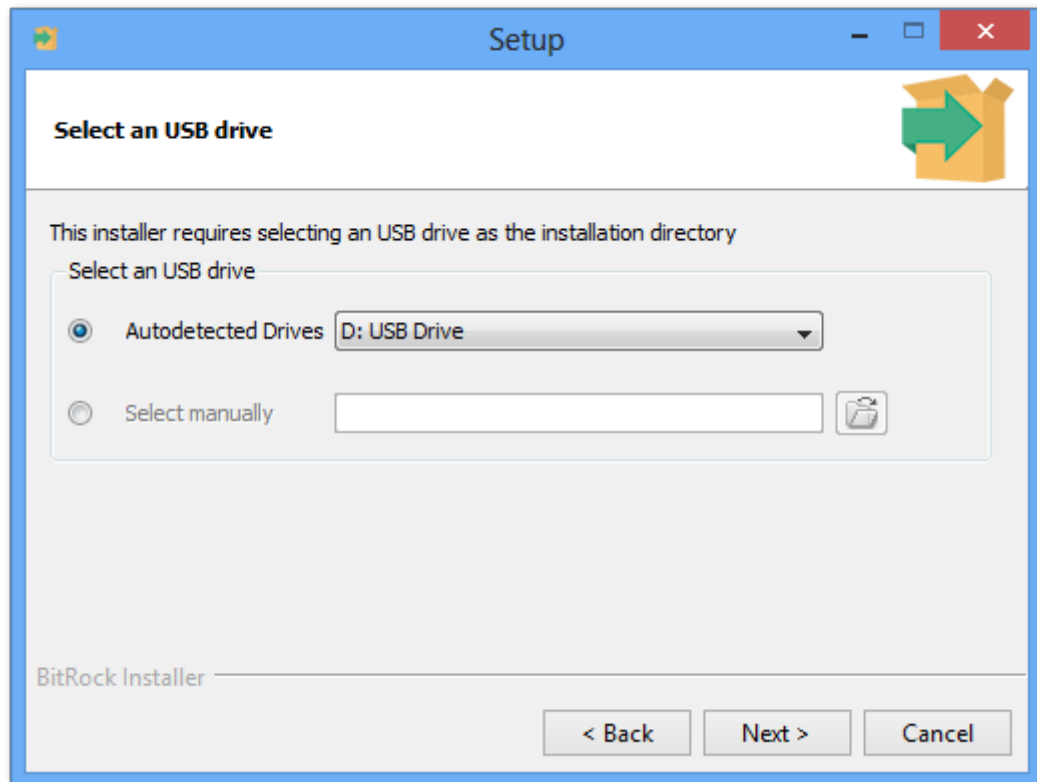 Setup
Select an USB drive
This installer requires selecting an USB drive as the installation directory
Select an USB drive
Autodetected Drives D: USB Drive
Select manually
BitRock Installer
< Back Next > Cancel